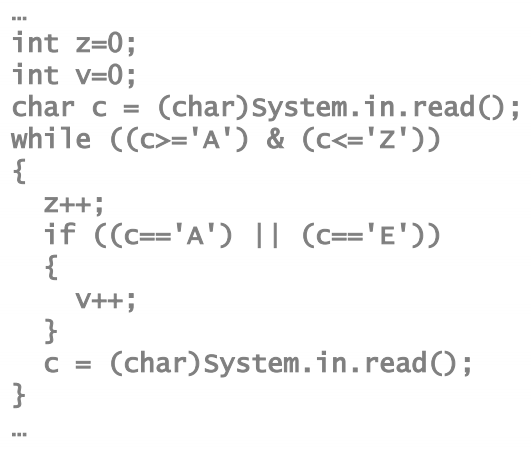 …
int z=0;
int v=0;
char c = (char)System.in.read();
while ((c>='A') & (c<='Z'))
{
  z++;
  if ((c=='A') || (c=='E'))
  {
    v++;
  }
  c = (char)System.in.read();
}
…